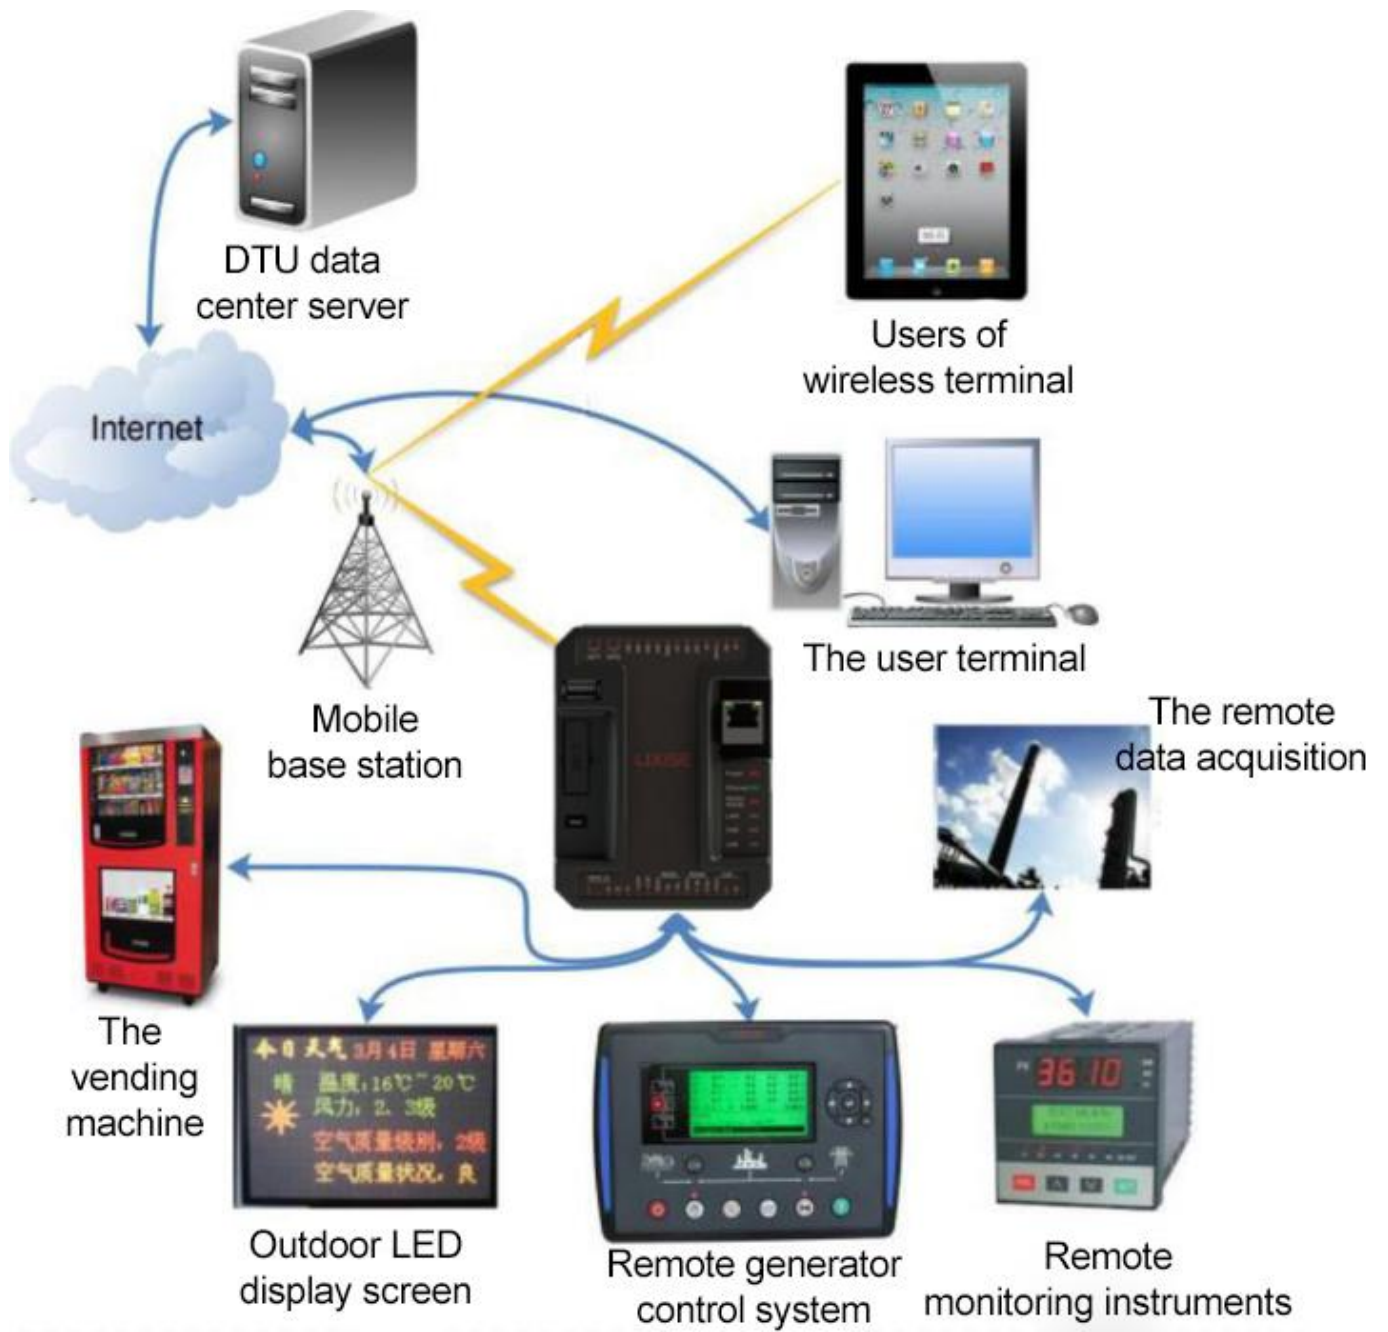 DTU data
center server
Users of
wireless terminal
Internet
The user terminal
Mobile
base station
The remote
data acquisition
LIXISE
The
vending
machine
今日天气 3月4日 星期六
晴 温度：16℃~20℃
风力：2、3级
空气质量级别：2级
空气质量状况：良
Outdoor LED
display screen
Remote generator
control system
3610
Remote
monitoring instruments